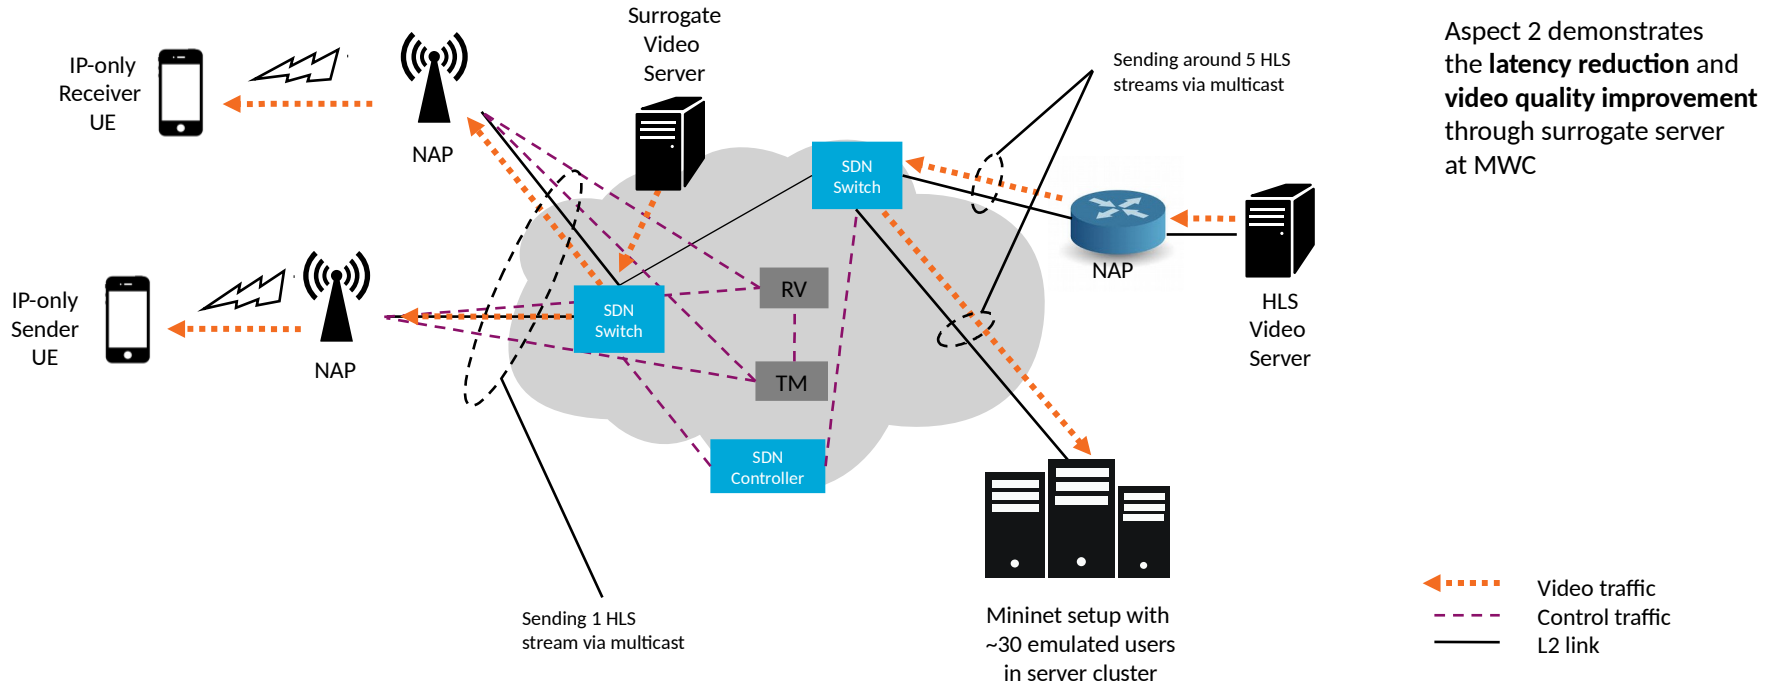 Surrogate
Video
Server
IP-only
Receiver
UE
NAP
Sending around 5 HLS
streams via multicast
Aspect 2 demonstrates
the latency reduction and
video quality improvement
through surrogate server
at MWC
SDN
Switch
NAP
HLS
Video
Server
IP-only
Sender
UE
NAP
SDN
Switch
RV
TM
SDN
Controller
Sending 1 HLS
stream via multicast
Mininet setup with
~30 emulated users
in server cluster
Video traffic
Control traffic
L2 link